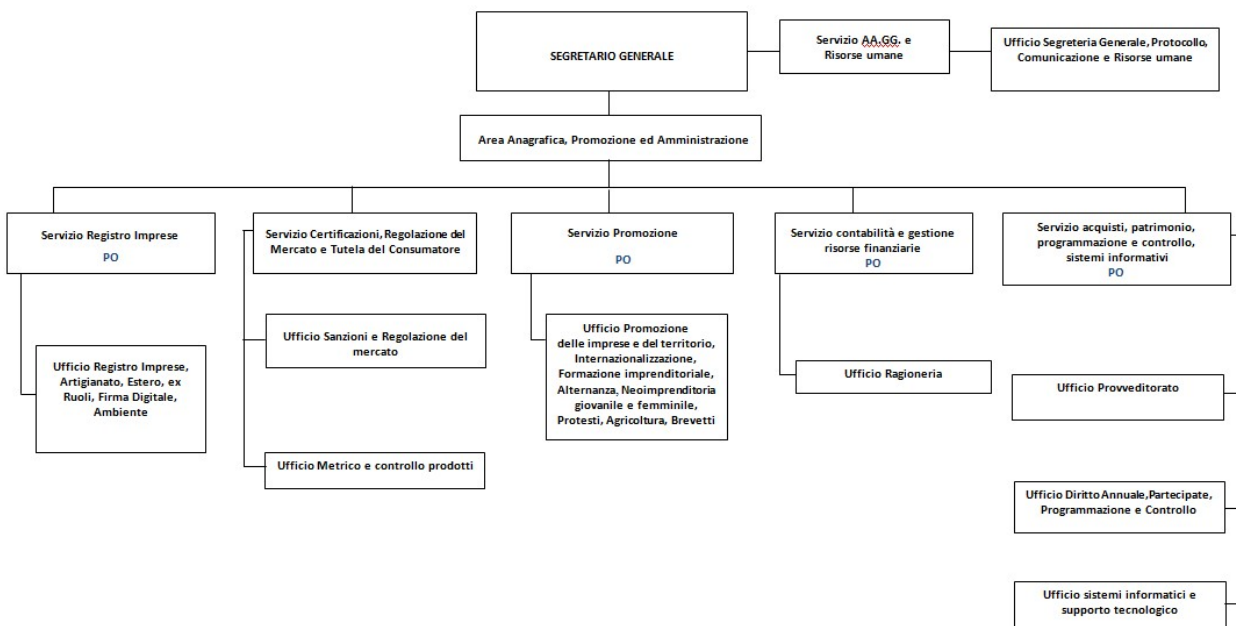 SEGRETARIO GENERALE
Servizio AA.GG. e
Risorse umane
Ufficio Segreteria Generale, Protocollo,
Comunicazione e Risorse umane
Area Anagrafica, Promozione ed Amministrazione
Servizio Registro Imprese
PO
Servizio Certificazioni, Regolazione del
Mercato e Tutela del Consumatore
Servizio Promozione
PO
Servizio contabilità e gestione
risorse finanziarie
PO
Servizio acquisti, patrimonio,
programmazione e controllo,
sistemi informativi
PO
Ufficio Registro Imprese,
Artigianato, Estero, ex
Ruoli, Firma Digitale,
Ambiente
Ufficio Sanzioni e Regolazione del
mercato
Ufficio Metrico e controllo prodotti
Ufficio Promozione
delle imprese e del territorio,
Internazionalizzazione,
Formazione imprenditoriale,
Alternanza, Neoimprenditoria
giovanile e femminile,
Protesti, Agricoltura, Brevetti
Ufficio Ragioneria
Ufficio Provveditorato
Ufficio Diritto Annuale, Partecipate,
Programmazione e Controllo
Ufficio sistemi informatici e
supporto tecnologico